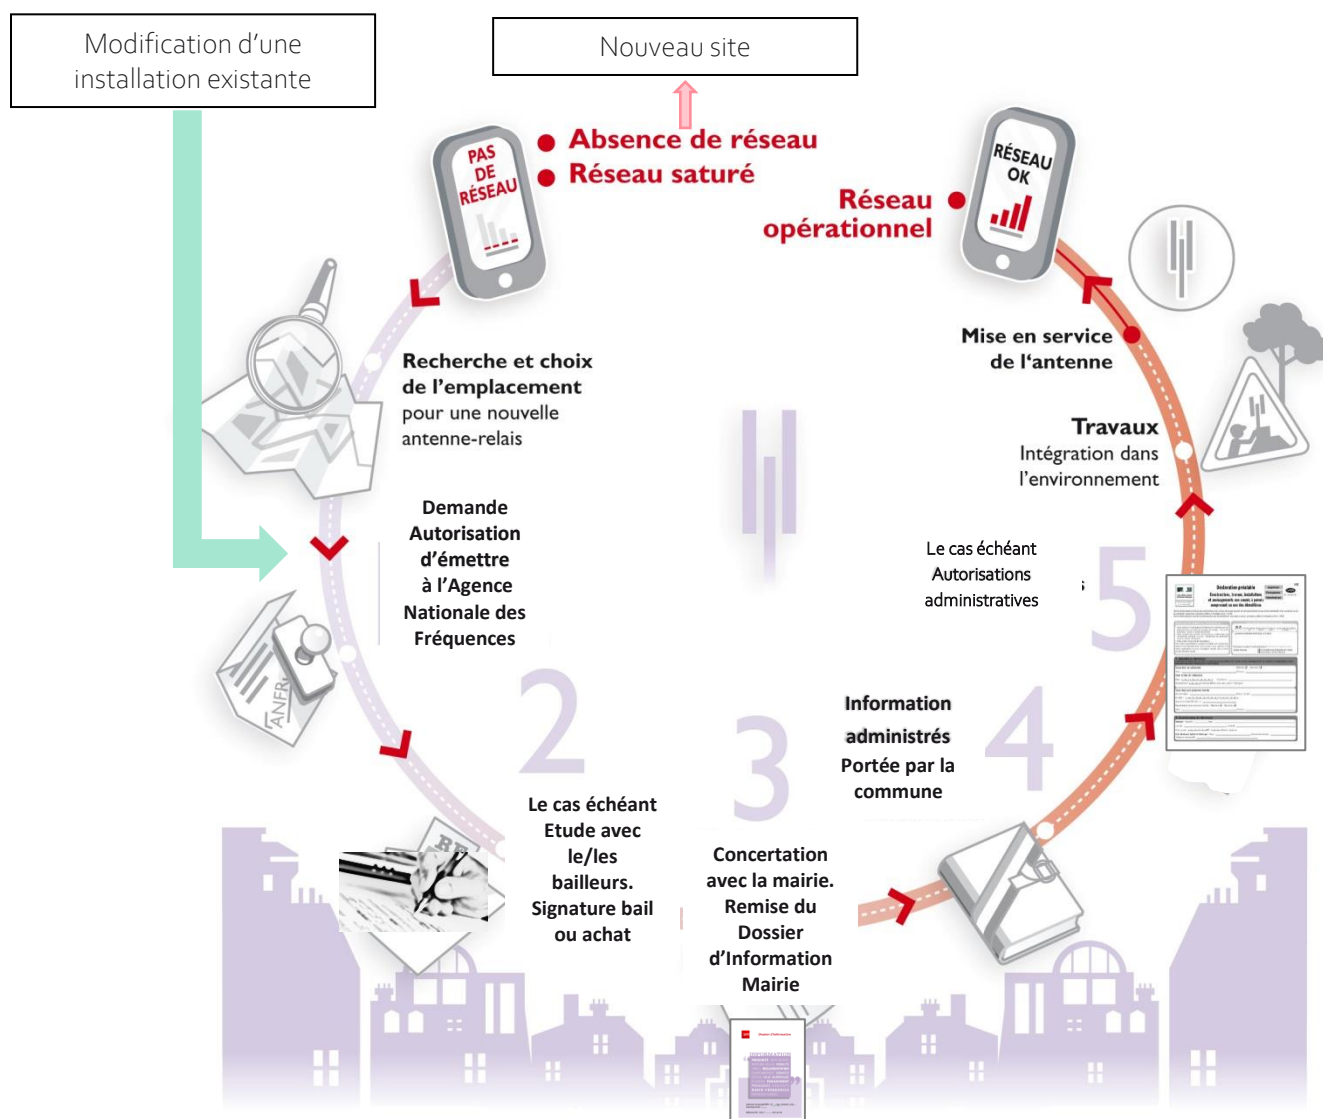 Modification d'une
installation existante
Nouveau site
PAS
DE
RÉSEAU
Absence de réseau
Réseau saturé
RÉSEAU
OK
Réseau
opérationnel
Recherche et choix
de l'emplacement
pour une nouvelle
antenne-relais
Mise en service
de l'antenne
Travaux
Intégration dans
l'environnement
Demande
Autorisation
d'émettre
à l'Agence
Nationale des
Fréquences
ANFR
Le cas échéant
Autorisations
administratives
5
Déclaration préalable
2
3
4
Information
administrés
Portée par la
commune
Le cas échéant
Etude avec
le/les
bailleurs.
Signature bail
ou achat
Concertation
avec la mairie.
Remise du
Dossier
d'Information
Mairie